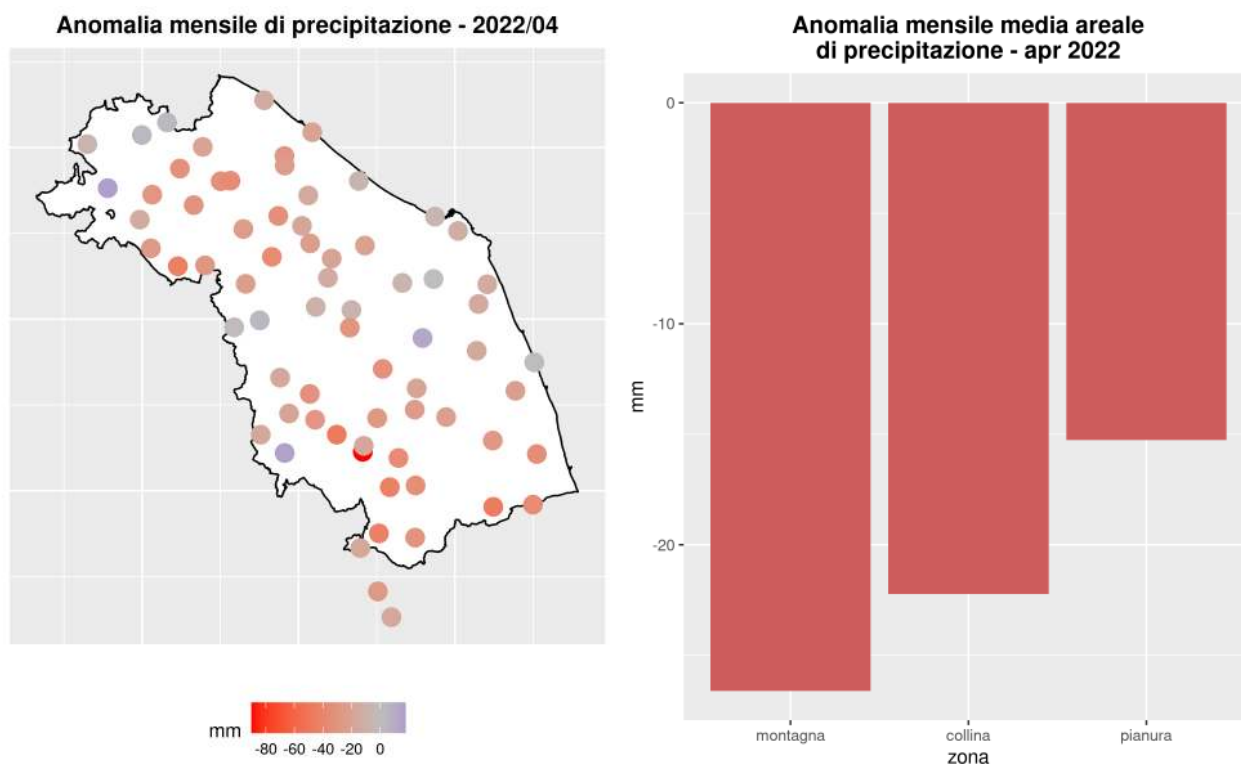 Anomalia mensile di precipitazione - 2022/04
mm
-80 -60 -40 -20 0
Anomalia mensile media areale
di precipitazione - apr 2022
0
-10
-20
mm
montagna collina pianura
zona